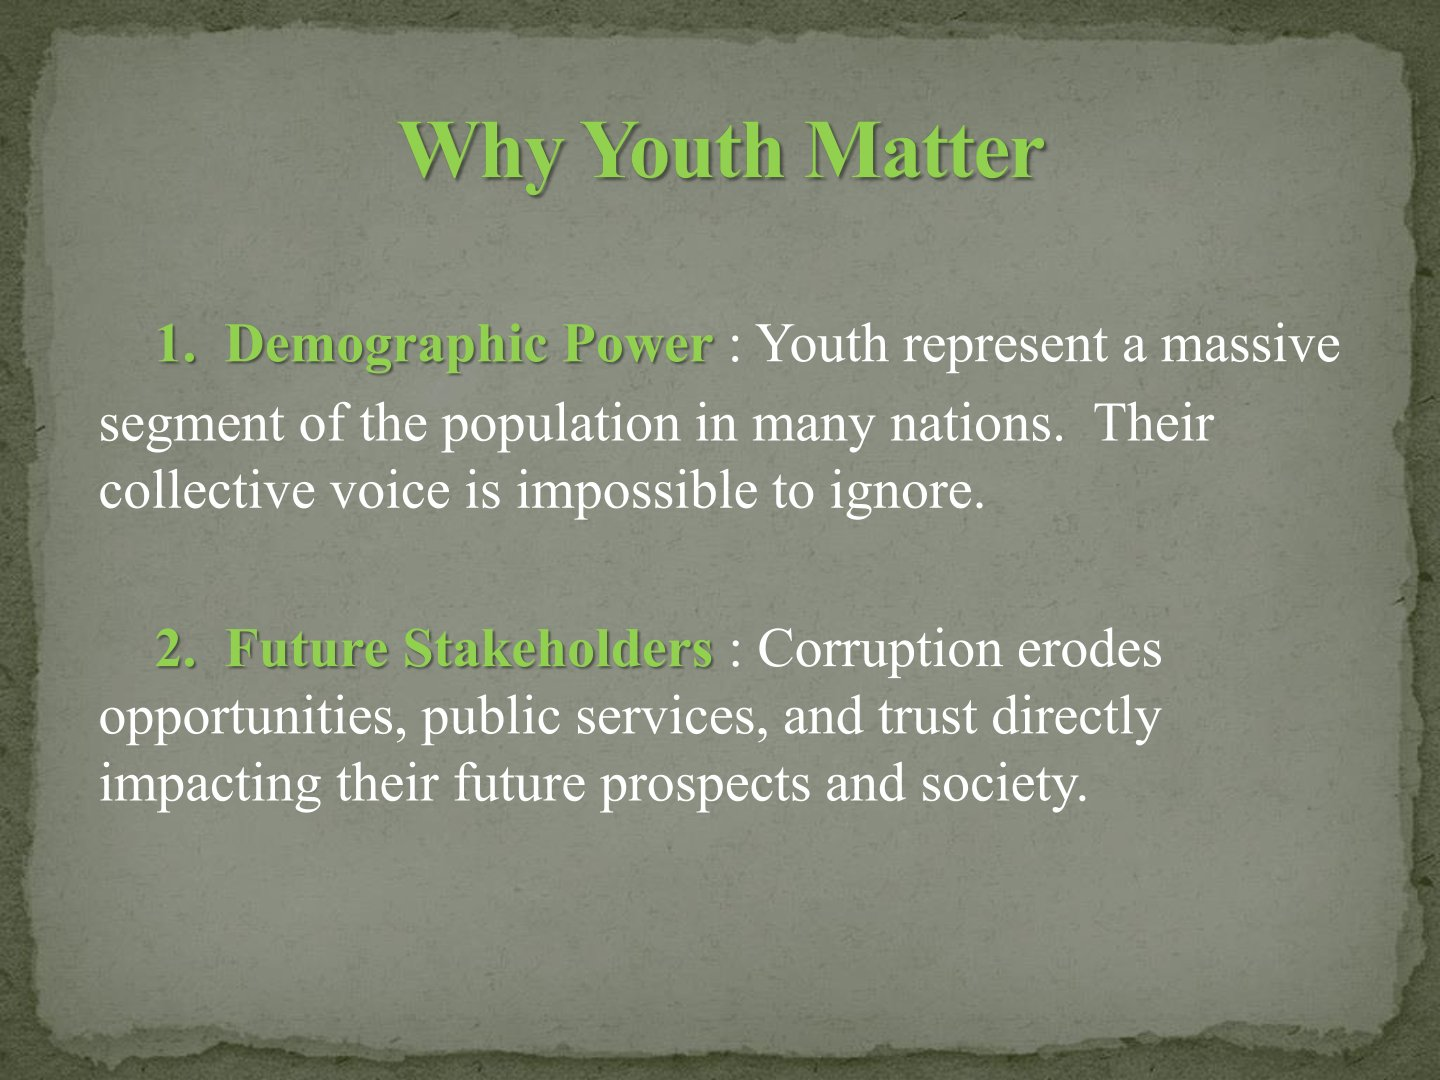 Why Youth Matter
1. Demographic Power : Youth represent a massive
segment of the population in many nations. Their
collective voice is impossible to ignore.
2. Future Stakeholders : Corruption erodes
opportunities, public services, and trust directly
impacting their future prospects and society.